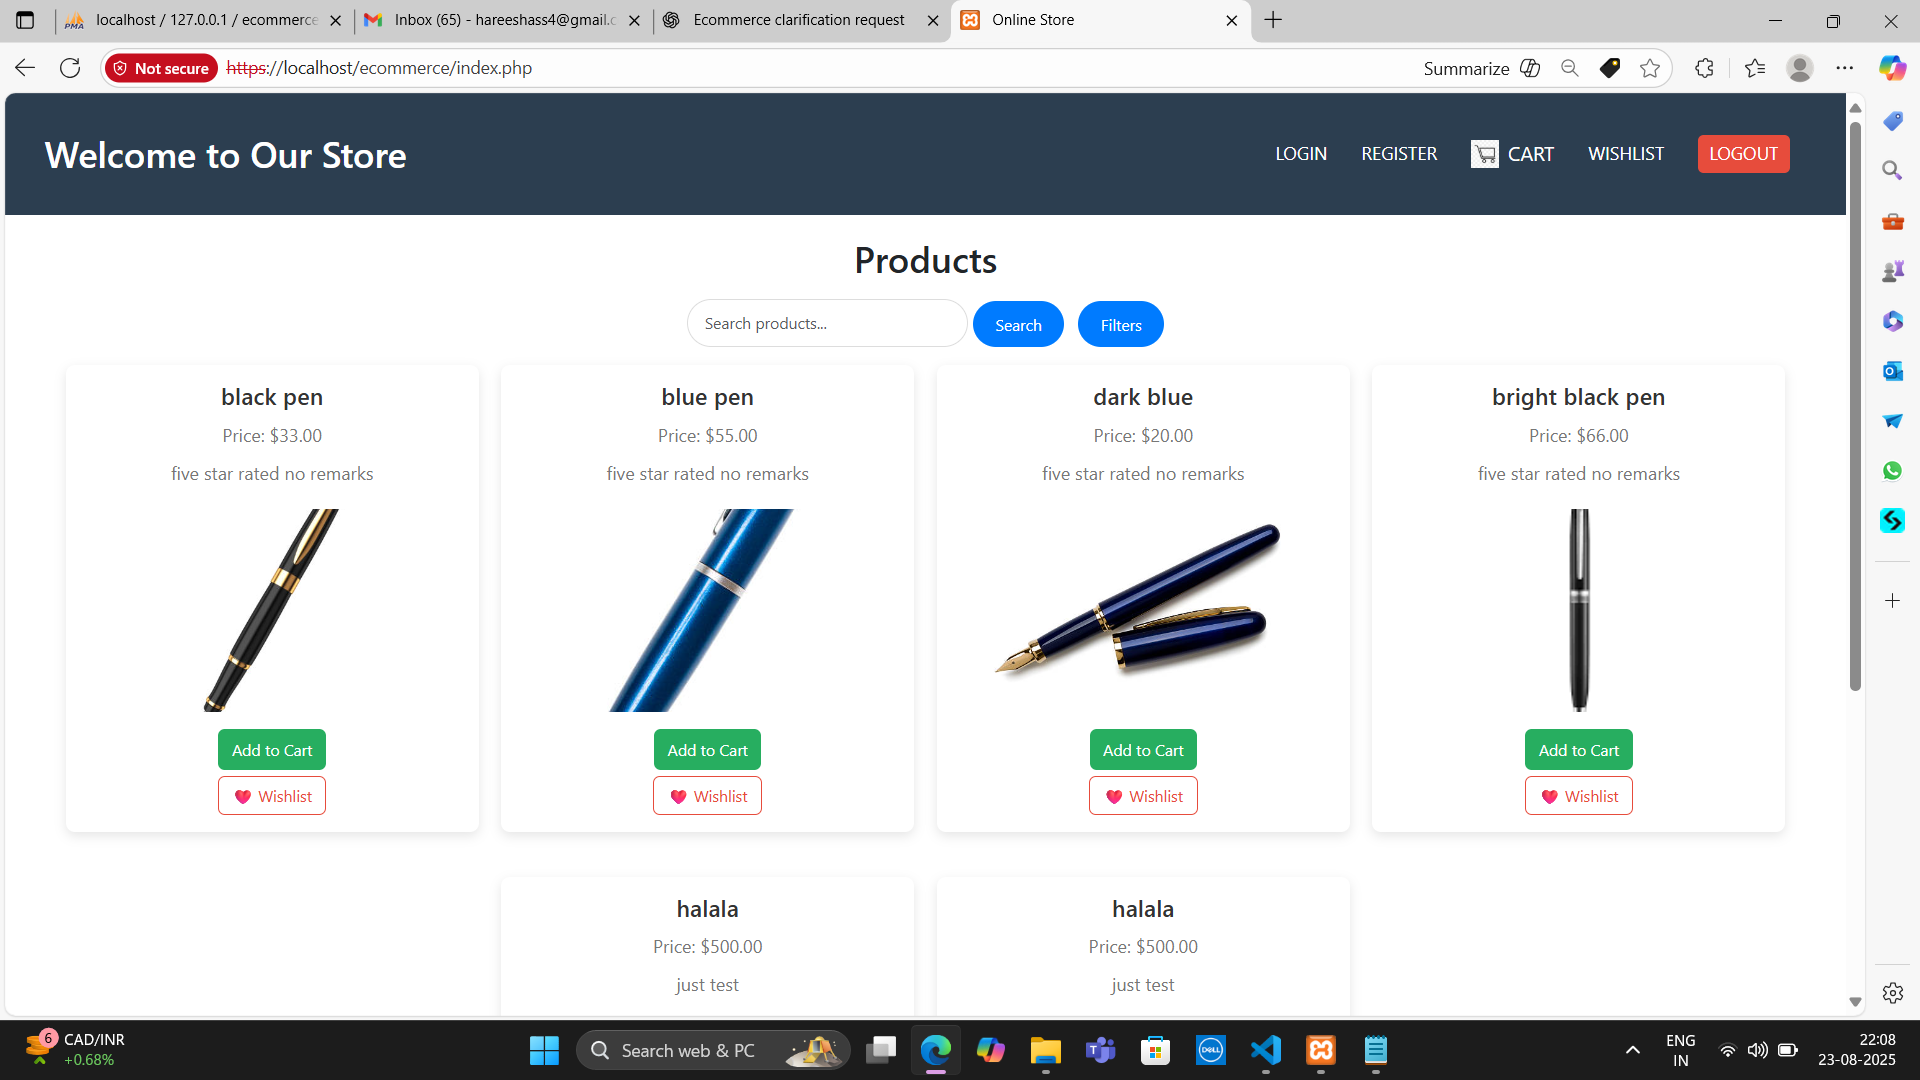 localhost / 127.0.0.1 / ecommerce
Inbox (65) - hareeshass4@gmail.c
Ecommerce clarification request
Online Store
Not secure
https://localhost/ecommerce/index.php
Summarize
Welcome to Our Store
LOGIN
REGISTER
CART
WISHLIST
LOGOUT
Products
Search products...
Search
Filters
black pen
Price: $33.00
five star rated no remarks
Add to Cart
Wishlist
blue pen
Price: $55.00
five star rated no remarks
Add to Cart
Wishlist
dark blue
Price: $20.00
five star rated no remarks
Add to Cart
Wishlist
bright black pen
Price: $66.00
five star rated no remarks
Add to Cart
Wishlist
halala
Price: $500.00
just test
halala
Price: $500.00
just test
6
CAD/INR
+0.68%
Search web & PC
DELL
ENG
IN
22:08
23-08-2025